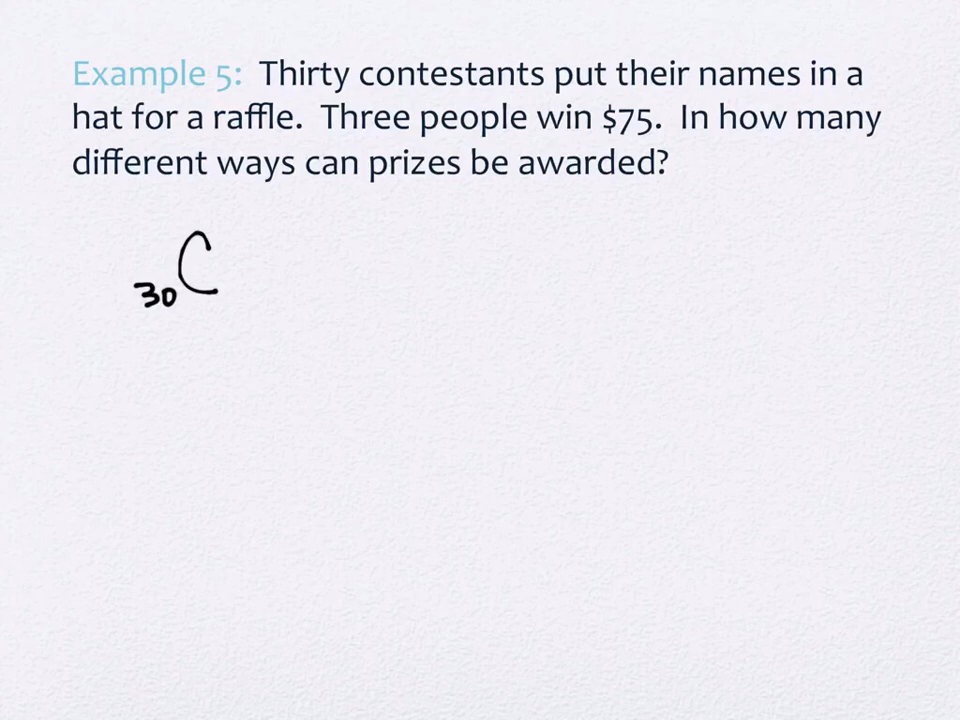 Example 5: Thirty contestants put their names in a
hat for a raffle. Three people win $75. In how many
different ways can prizes be awarded?
30C